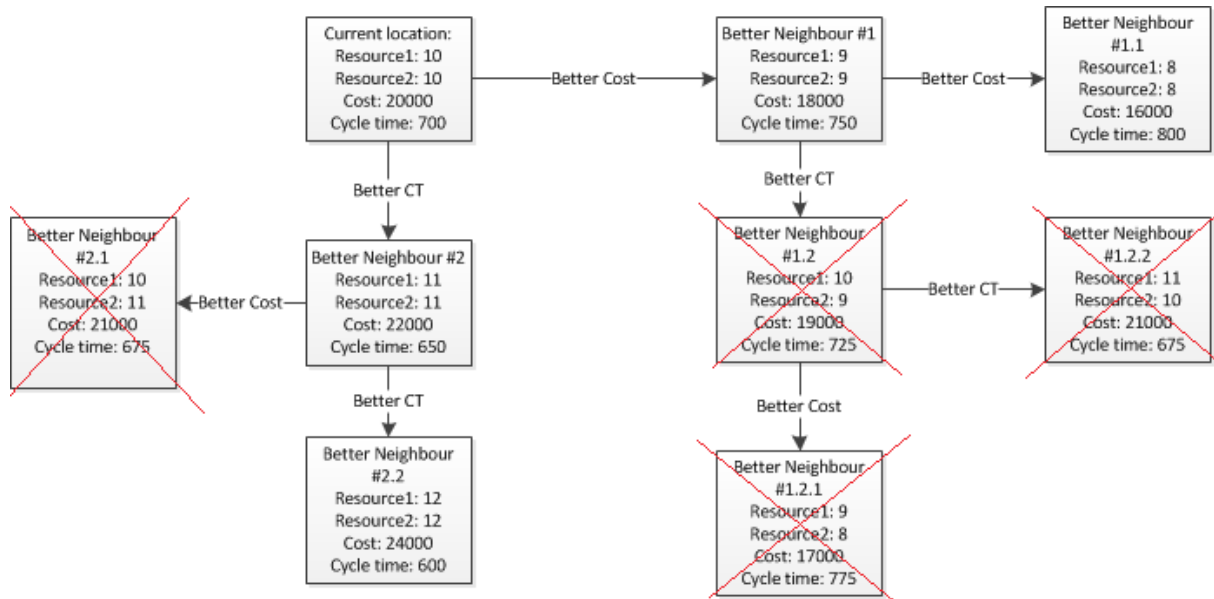 Current location:
Resource1: 10
Resource2: 10
Cost: 20000
Cycle time: 700
Better Cost
Better Neighbour #1
Resource1: 9
Resource2: 9
Cost: 18000
Cycle time: 750
Better Cost
Better Neighbour
#1.1
Resource1: 8
Resource2: 8
Cost: 16000
Cycle time: 800
Better CT
Better CT
Better Neighbour
#2.1
Resource1: 10
Resource2: 11
Cost: 21000
Cycle time: 675
Better Cost
Better Neighbour #2
Resource1: 11
Resource2: 11
Cost: 22000
Cycle time: 650
Better Neighbour
#1.2
Resource1: 10
Resource2: 9
Cost: 19000
Cycle time: 725
Better CT
Better Neighbour
#1.2.2
Resource1: 11
Resource2: 10
Cost: 21000
Cycle time: 675
Better CT
Better Cost
Better Neighbour
#2.2
Resource1: 12
Resource2: 12
Cost: 24000
Cycle time: 600
Better Neighbour
#1.2.1
Resource1: 9
Resource2: 8
Cost: 17000
Cycle time: 775